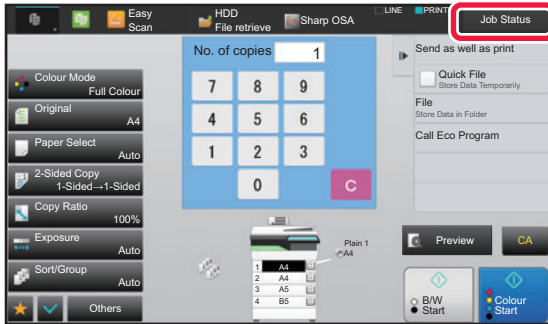 Easy
Scan
HDD
File retrieve
Sharp OSA
LINE
PRINT
Job Status
No. of copies
1
Send as well as print
Quick File
Store Data Temporarily
File
Store Data in Folder
Call Eco Program
Colour Mode
Full Colour
Original
A4
Paper Select
Auto
2-Sided Copy
1-Sided→1-Sided
Copy Ratio
100%
Exposure
Auto
Sort/Group
Auto
Others
7 8 9
4 5 6
1 2 3
0 C
Plain 1
A4
1 A4
2 A4
3 A5
4 B5
Preview
CA
B/W
Start
Colour
Start